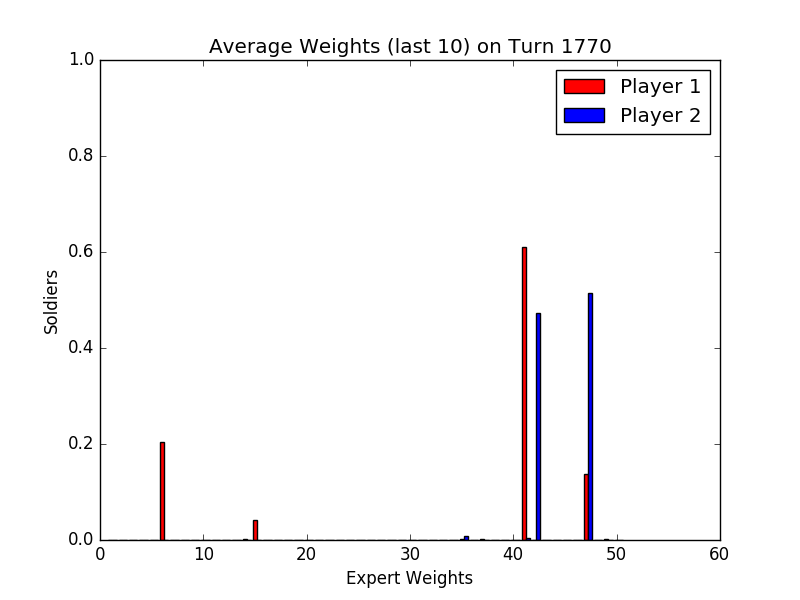 Average Weights (last 10) on Turn 1770
1.0
Player 1
Player 2
0.8
0.6
Soldiers
0.4
0.2
0.0
0 10 20 30 40 50 60
Expert Weights